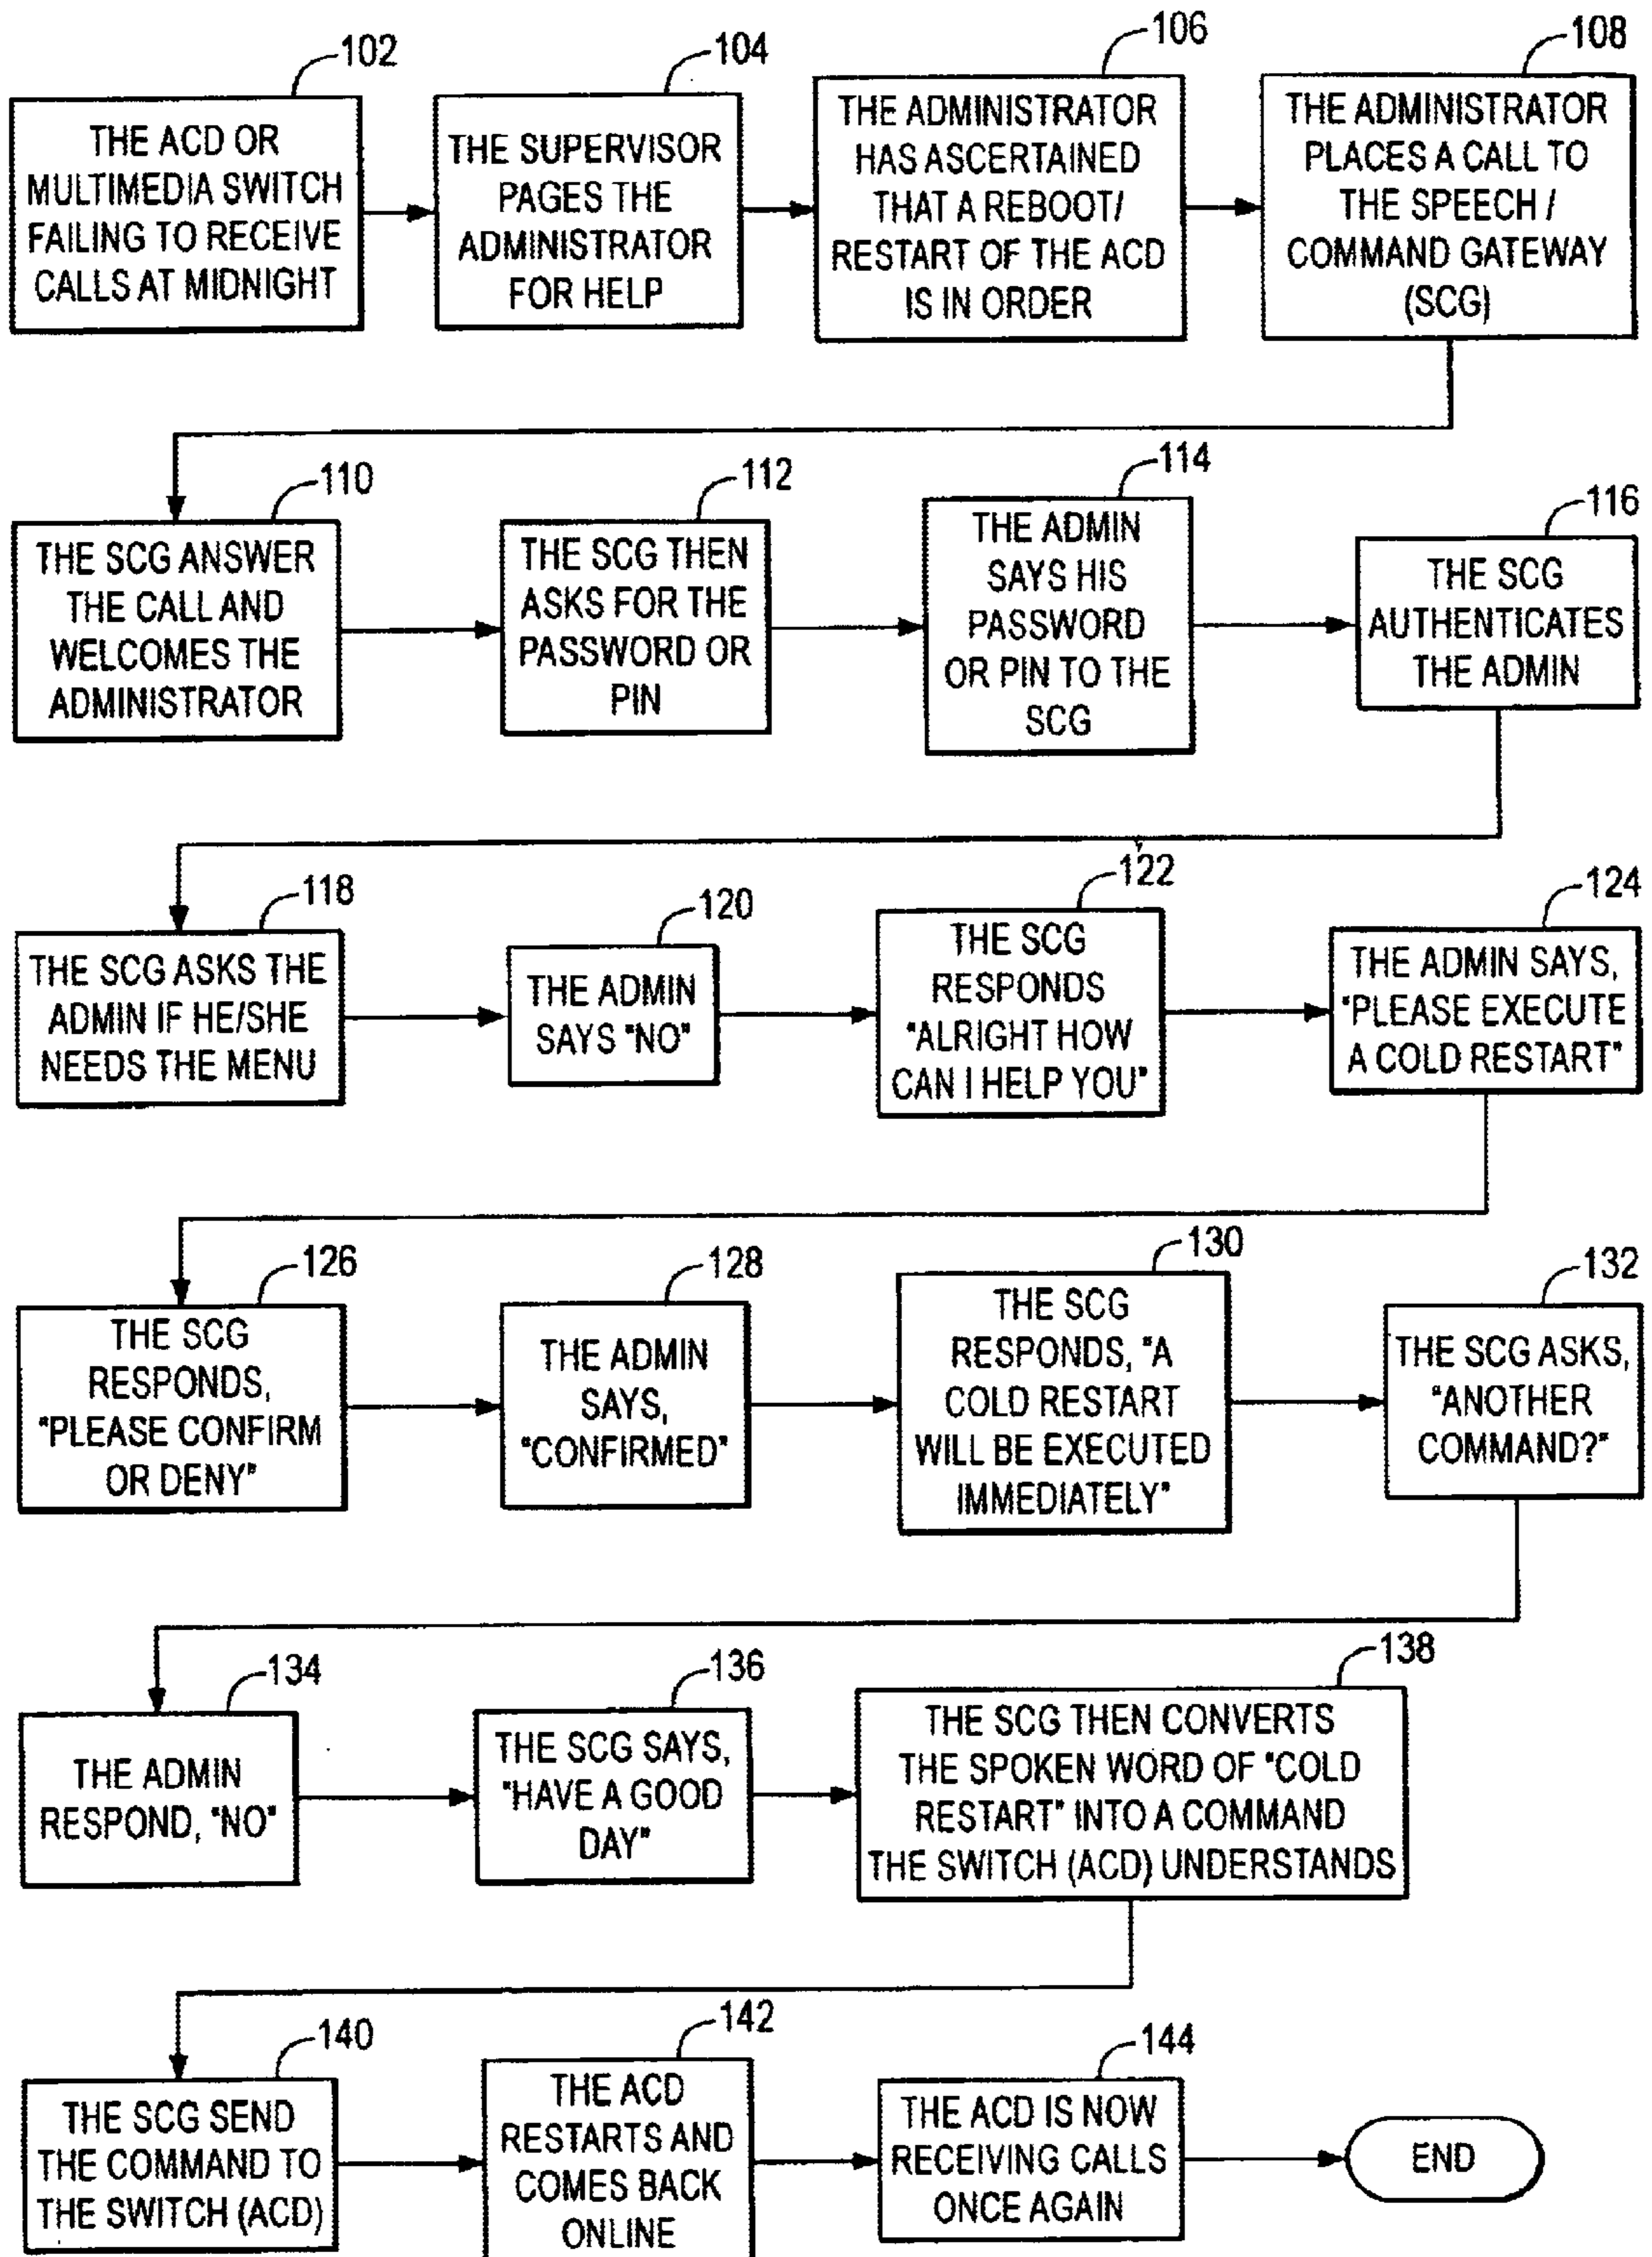 102
THE ACD OR
MULTIMEDIA SWITCH
FAILING TO RECEIVE
CALLS AT MIDNIGHT
104
THE SUPERVISOR
PAGES THE
ADMINISTRATOR
FOR HELP
106
THE ADMINISTRATOR
HAS ASCERTAINED
THAT A REBOOT/
RESTART OF THE ACD
IS IN ORDER
108
THE ADMINISTRATOR
PLACES A CALL TO
THE SPEECH /
COMMAND GATEWAY
(SCG)
110
THE SCG ANSWER
THE CALL AND
WELCOMES THE
ADMINISTRATOR
112
THE SCG THEN
ASKS FOR THE
PASSWORD OR
PIN
114
THE ADMIN
SAYS HIS
PASSWORD
OR PIN TO THE
SCG
116
THE SCG
AUTHENTICATES
THE ADMIN
118
THE SCG ASKS THE
ADMIN IF HE/SHE
NEEDS THE MENU
120
THE ADMIN
SAYS "NO"
122
THE SCG
RESPONDS
"ALRIGHT HOW
CAN I HELP YOU"
124
THE ADMIN SAYS,
"PLEASE EXECUTE
A COLD RESTART"
126
THE SCG
RESPONDS,
"PLEASE CONFIRM
OR DENY"
128
THE ADMIN
SAYS,
"CONFIRMED"
130
THE SCG
RESPONDS, "A
COLD RESTART
WILL BE EXECUTED
IMMEDIATELY"
132
THE SCG ASKS,
"ANOTHER
COMMAND?"
134
THE ADMIN
RESPOND, "NO"
136
THE SCG SAYS,
"HAVE A GOOD
DAY"
138
THE SCG THEN CONVERTS
THE SPOKEN WORD OF "COLD
RESTART" INTO A COMMAND
THE SWITCH (ACD) UNDERSTANDS
140
THE SCG SEND
THE COMMAND TO
THE SWITCH (ACD)
142
THE ACD
RESTARTS AND
COMES BACK
ONLINE
144
THE ACD IS NOW
RECEIVING CALLS
ONCE AGAIN
END